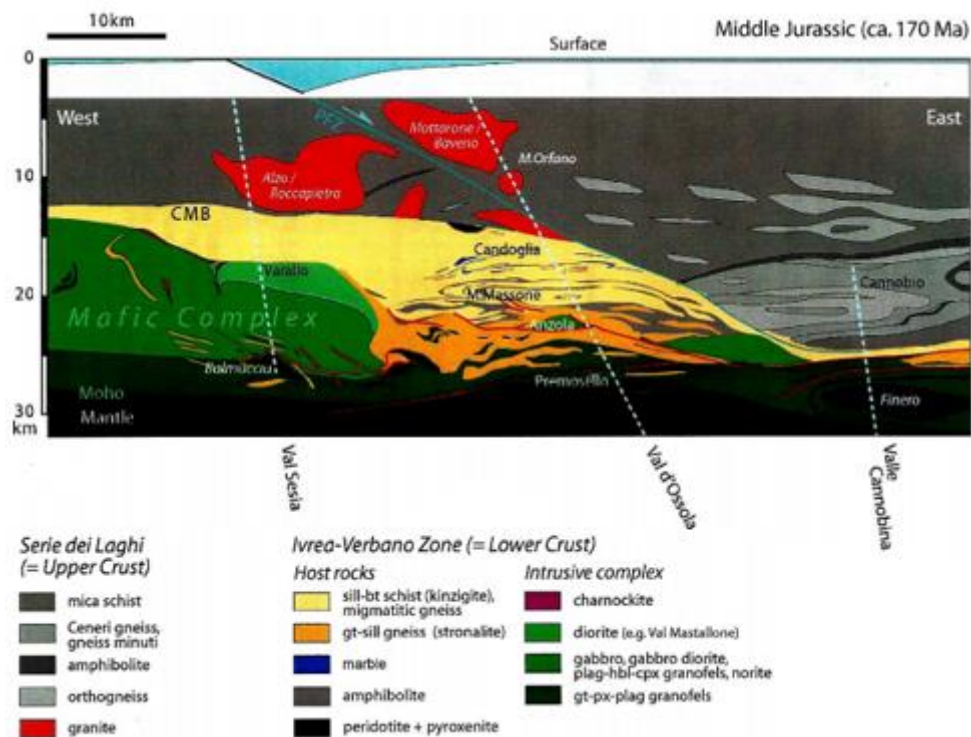 10km
Surface
Middle Jurassic (ca. 170 Ma)
0
West
East
PFZ
Mottarone /
Baveno
M.Orfano
10
Alzo /
Roccapietra
CMB
Candoglia
Varallo
M.Massone
Cannobio
20
Anzola
Mafic Complex
Balmuccia
Premosello
Moho
Finero
Mantle
30
km
Val Sesia
Val d'Ossola
Valle
Cannobina
Serie dei Laghi
(= Upper Crust)
mica schist
Ceneri gneiss,
gneiss minuti
amphibolite
orthogneiss
granite
Ivrea-Verbano Zone (= Lower Crust)
Host rocks
sill-bt schist (kinzigite),
migmatitic gneiss
gt-sill gneiss (stronalite)
marble
amphibolite
peridotite + pyroxenite
Intrusive complex
charnockite
diorite (e.g. Val Mastallone)
gabbro, gabbro diorite,
plag-hbl-cpx granofels, norite
gt-px-plag granofels